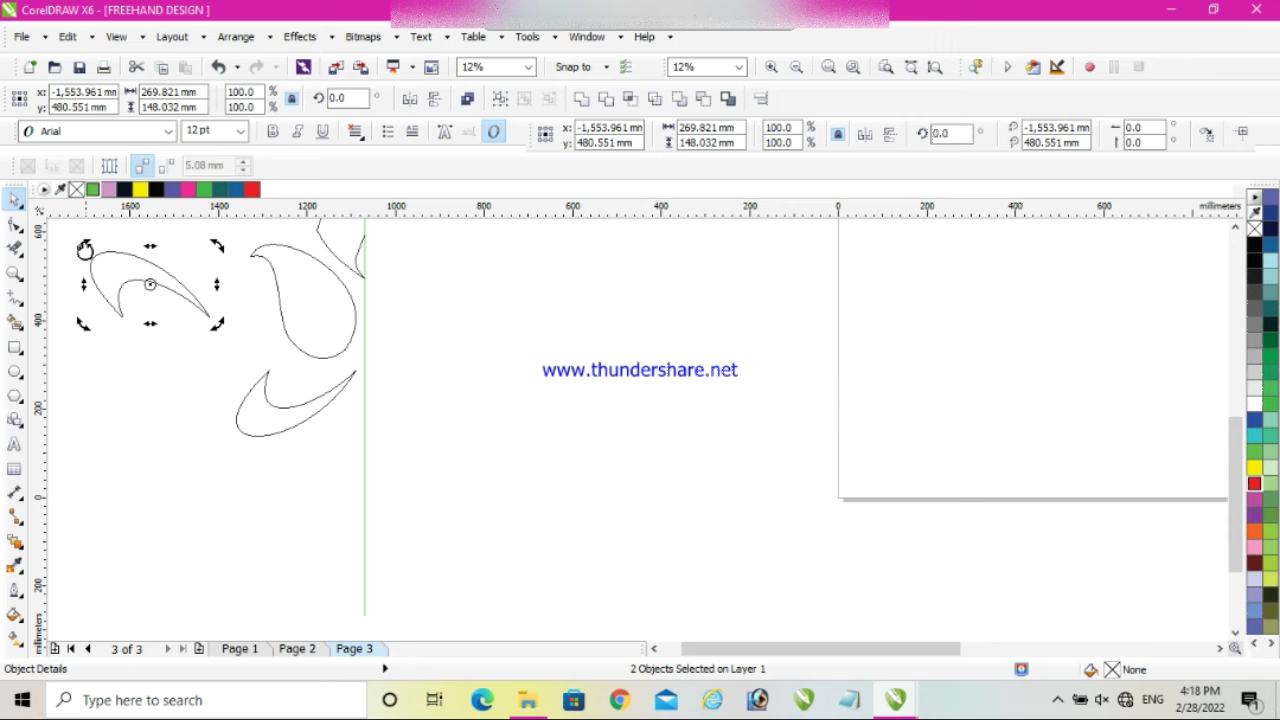 CorelDRAW X6 - [FREEHAND DESIGN ]
File Edit View Layout Arrange Effects Bitmaps Text Table Tools Window Help
12% Snap to 12%
x: -1,553.961 mm 269.821 mm 100.0 % 0.0
y: 480.551 mm 148.032 mm 100.0 %
O Arial 12 pt B I U O
x: -1,553.961 mm 269.821 mm 100.0 % 0.0 -1,553.961 mm 0.0
y: 480.551 mm 148.032 mm 100.0 % 480.551 mm 0.0
5.08 mm
1600 1400 1200 1000 800 600 400 200 0 200 400 600 millimeters
600
400
200
0
200
millimeters
www.thundershare.net
3 of 3 Page 1 Page 2 Page 3
Object Details 2 Objects Selected on Layer 1 None
Type here to search ENG 4:18 PM
2/28/2022